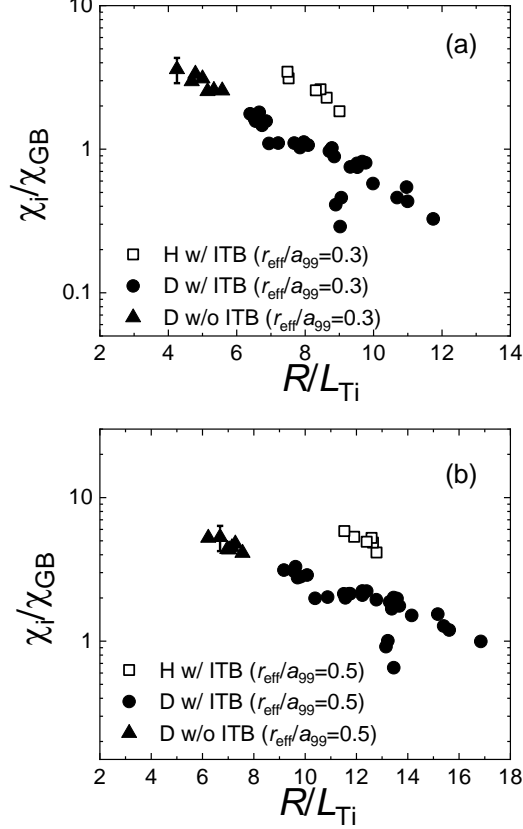 (a)
10
1
0.1
χi/χGB
H w/ ITB (reff/a99=0.3)
D w/ ITB (reff/a99=0.3)
D w/o ITB (reff/a99=0.3)
2 4 6 8 10 12 14
R/LTi
(b)
10
1
χi/χGB
H w/ ITB (reff/a99=0.5)
D w/ ITB (reff/a99=0.5)
D w/o ITB (reff/a99=0.5)
2 4 6 8 10 12 14 16 18
R/LTi